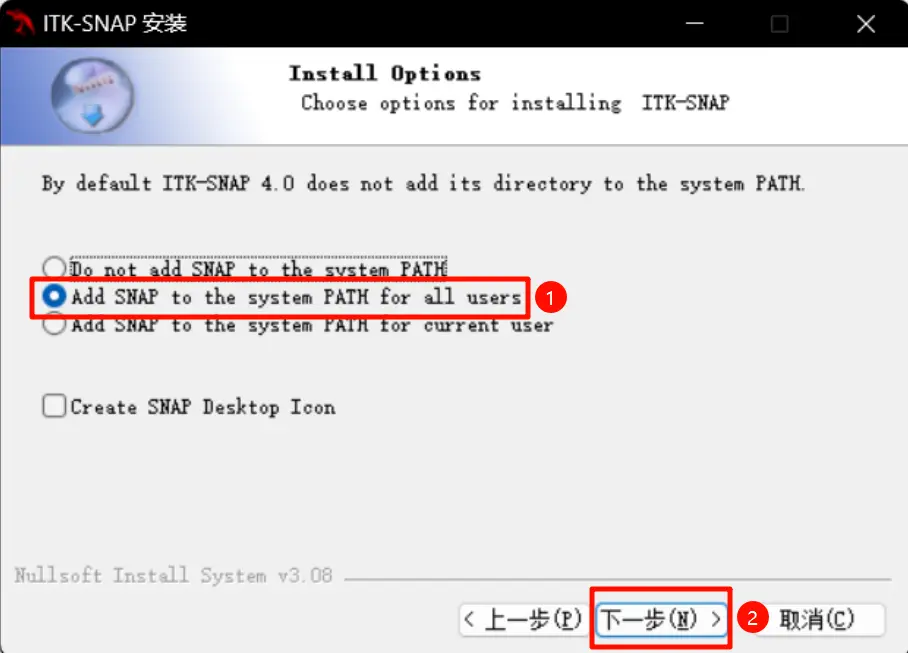 ITK-SNAP 安装
Install Options
Choose options for installing ITK-SNAP
By default ITK-SNAP 4.0 does not add its directory to the system PATH.
Do not add SNAP to the system PATH
Add SNAP to the system PATH for all users
1
Add SNAP to the system PATH for current user
Create SNAP Desktop Icon
Nullsoft Install System v3.08
< 上一步(P) 下一步(N) > 2 取消(C)